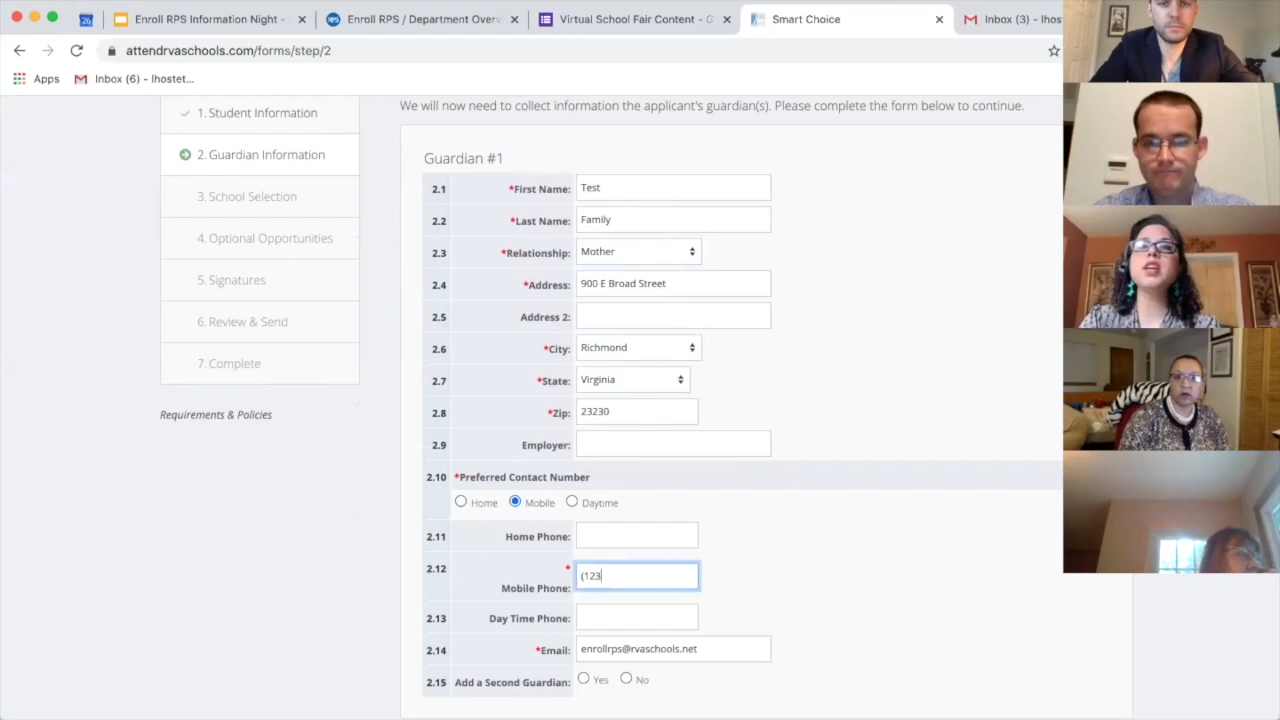 26
Enroll RPS Information Night -
Enroll RPS / Department Overv
Virtual School Fair Content - G
Smart Choice
Inbox (3) - lhos
attendrvaschools.com/forms/step/2
Apps
Inbox (6) - lhostet...
We will now need to collect information the applicant's guardian(s). Please complete the form below to continue.
1. Student Information
2. Guardian Information
3. School Selection
4. Optional Opportunities
5. Signatures
6. Review & Send
7. Complete
Requirements & Policies
Guardian #1
2.1 *First Name: Test
2.2 *Last Name: Family
2.3 *Relationship: Mother
2.4 *Address: 900 E Broad Street
2.5 Address 2:
2.6 *City: Richmond
2.7 *State: Virginia
2.8 *Zip: 23230
2.9 Employer:
2.10 *Preferred Contact Number
Home Mobile Daytime
2.11 Home Phone:
2.12 *
Mobile Phone: (123
2.13 Day Time Phone:
2.14 *Email: enrollrps@rvaschools.net
2.15 Add a Second Guardian: Yes No